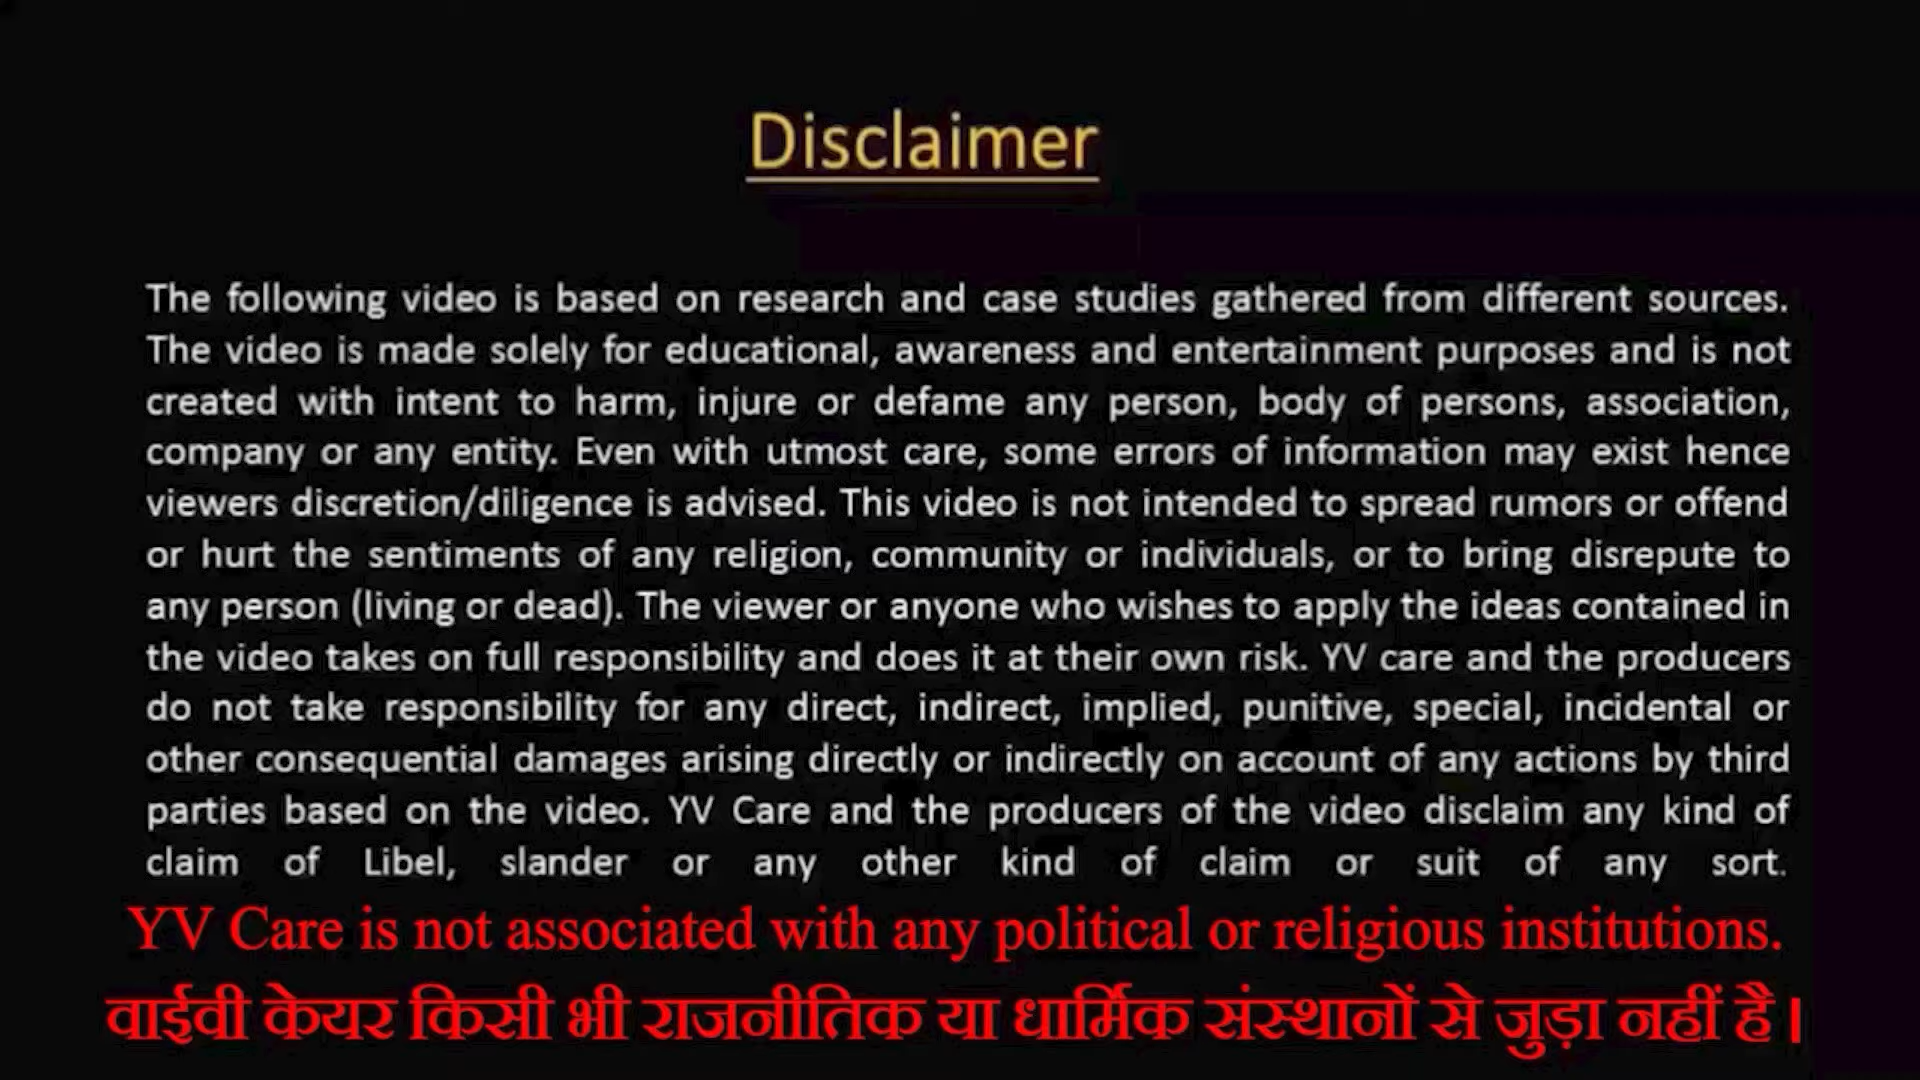 Disclaimer
The following video is based on research and case studies gathered from different sources.
The video is made solely for educational, awareness and entertainment purposes and is not
created with intent to harm, injure or defame any person, body of persons, association,
company or any entity. Even with utmost care, some errors of information may exist hence
viewers discretion/diligence is advised. This video is not intended to spread rumors or offend
or hurt the sentiments of any religion, community or individuals, or to bring disrepute to
any person (living or dead). The viewer or anyone who wishes to apply the ideas contained in
the video takes on full responsibility and does it at their own risk. YV care and the producers
do not take responsibility for any direct, indirect, implied, punitive, special, incidental or
other consequential damages arising directly or indirectly on account of any actions by third
parties based on the video. YV Care and the producers of the video disclaim any kind of
claim of Libel, slander or any other kind of claim or suit of any sort.
YV Care is not associated with any political or religious institutions.
वाईवी केयर किसी भी राजनीतिक या धार्मिक संस्थानों से जुड़ा नहीं है।